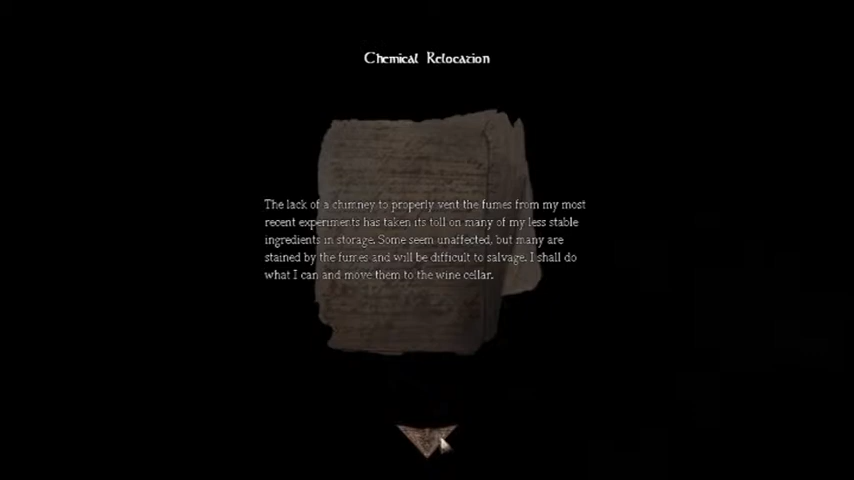 Chemical Relocation
The lack of a chimney to properly vent the fumes from my most
recent experiments has taken its toll on many of my less stable
ingredients in storage. Some seem unaffected, but many are
stained by the fumes and will be difficult to salvage. I shall do
what I can and move them to the wine cellar.